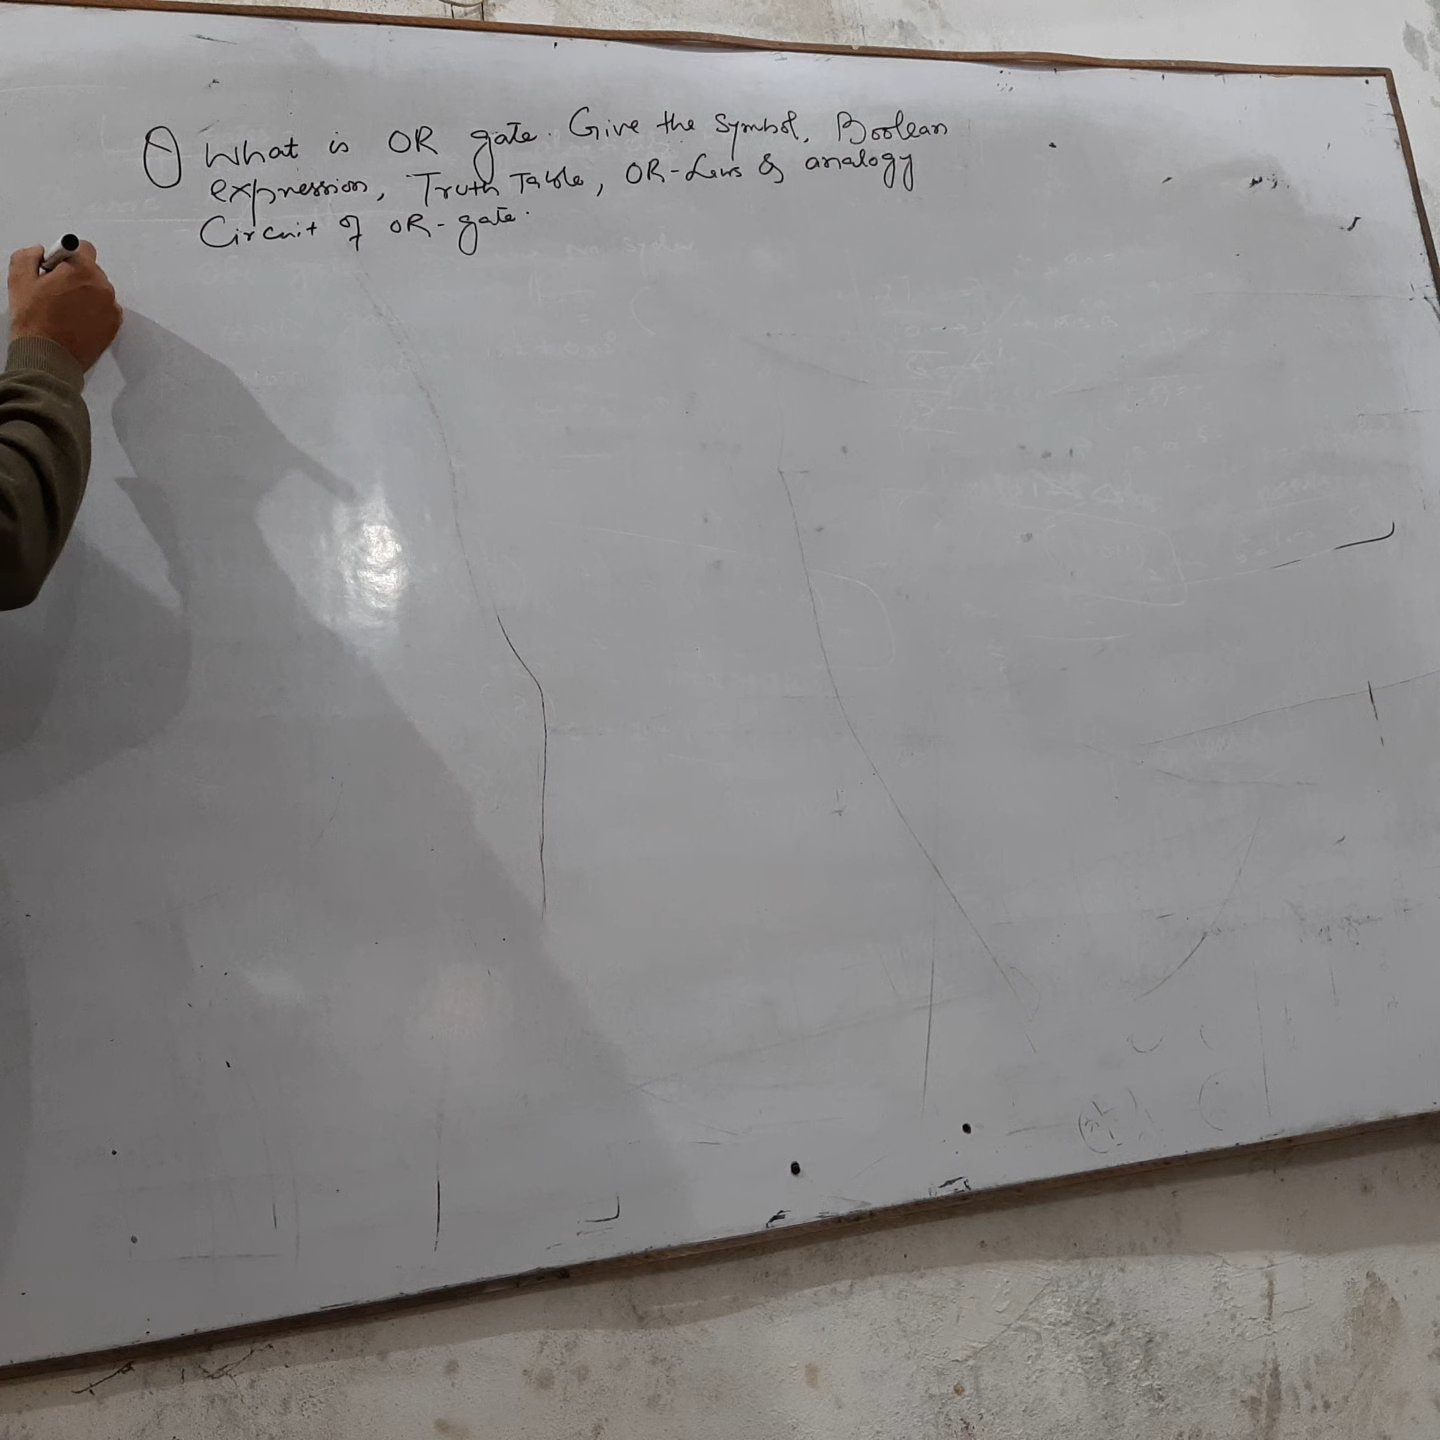 Q What is OR gate. Give the Symbol, Boolean
expression, Truth Table, OR-Laws & analogy
Circuit of OR-gate.